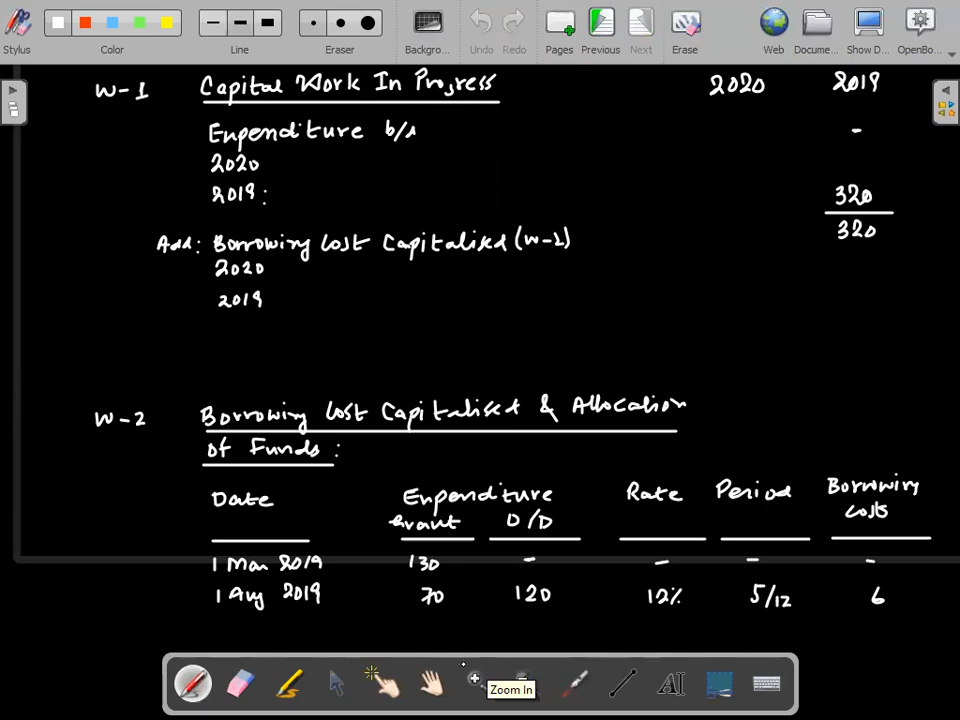 Stylus
Color
Line
Eraser
Backgro...
Undo
Redo
Pages
Previous
Next
Erase
Web
Docume...
Show D...
OpenBo...
W-1 Capital Work In Progress 2020 2019
Expenditure b/f -
2020
2019: 320
320
Add: Borrowing Cost Capitalised (W-2)
2020
2019
W-2 Borrowing Cost Capitalised & Allocation
of Funds:
Date Expenditure Rate Period Borrowing
Grant O/D costs
1 Mar 2019 130 - - - -
1 Aug 2019 70 120 12% 5/12 6
Zoom In